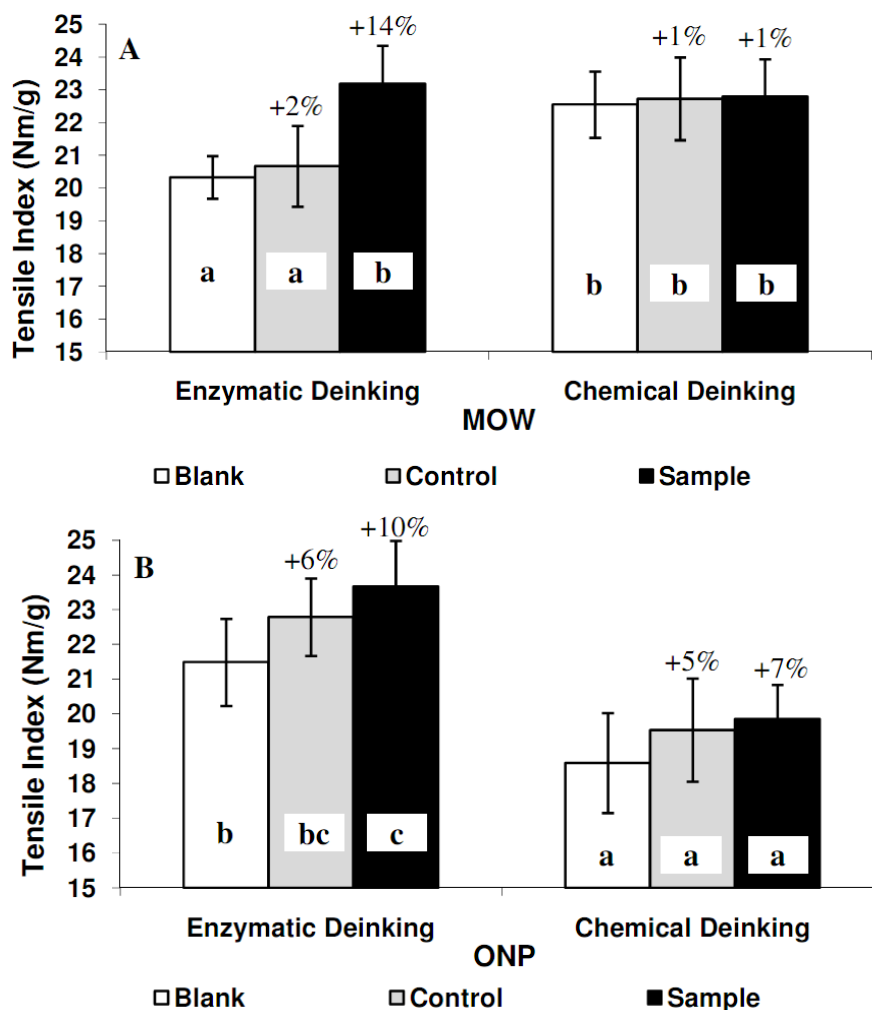 A
Tensile Index (Nm/g)
25
24
23
22
21
20
19
18
17
16
15
+2%
+14%
+1%
+1%
a
a
b
b
b
b
Enzymatic Deinking
Chemical Deinking
MOW
Blank
Control
Sample
B
Tensile Index (Nm/g)
25
24
23
22
21
20
19
18
17
16
15
+6%
+10%
+5%
+7%
b
bc
c
a
a
a
Enzymatic Deinking
Chemical Deinking
ONP
Blank
Control
Sample